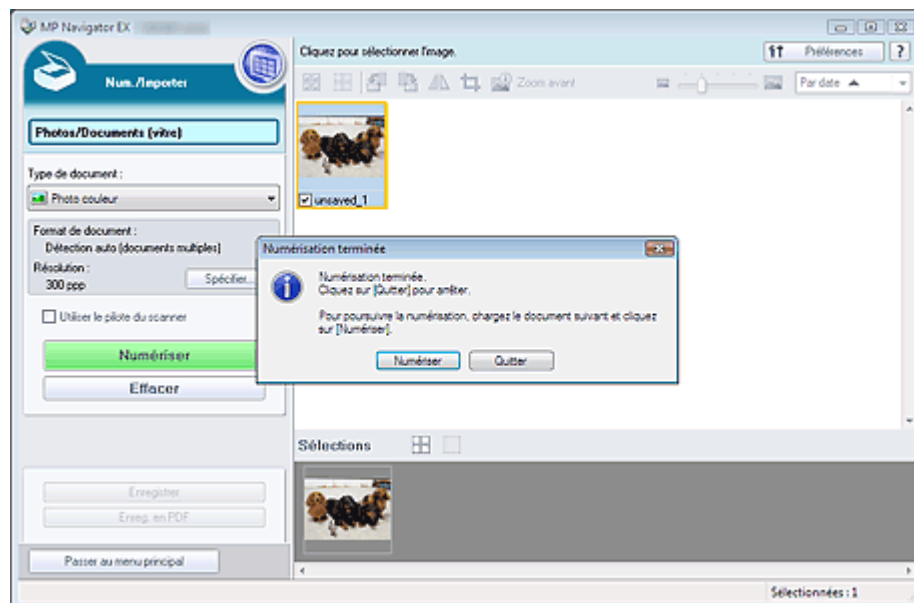 MP Navigator EX
Num./Importer
Photos/Documents (vitre)
Type de document :
Photo couleur
Format de document :
Détection auto (documents multiples)
Résolution :
300 ppp
Spécifier...
Utiliser le pilote du scanner
Numériser
Effacer
Enregistrer
Enreg. en PDF
Passer au menu principal
Cliquez pour sélectionner l'image.
Préférences
?
Zoom avant
Par date
unsaved_1
Numérisation terminée
Numérisation terminée.
Cliquez sur [Quitter] pour arrêter.
Pour poursuivre la numérisation, chargez le document suivant et cliquez
sur [Numériser].
Numériser
Quitter
Sélections
Sélectionnées : 1